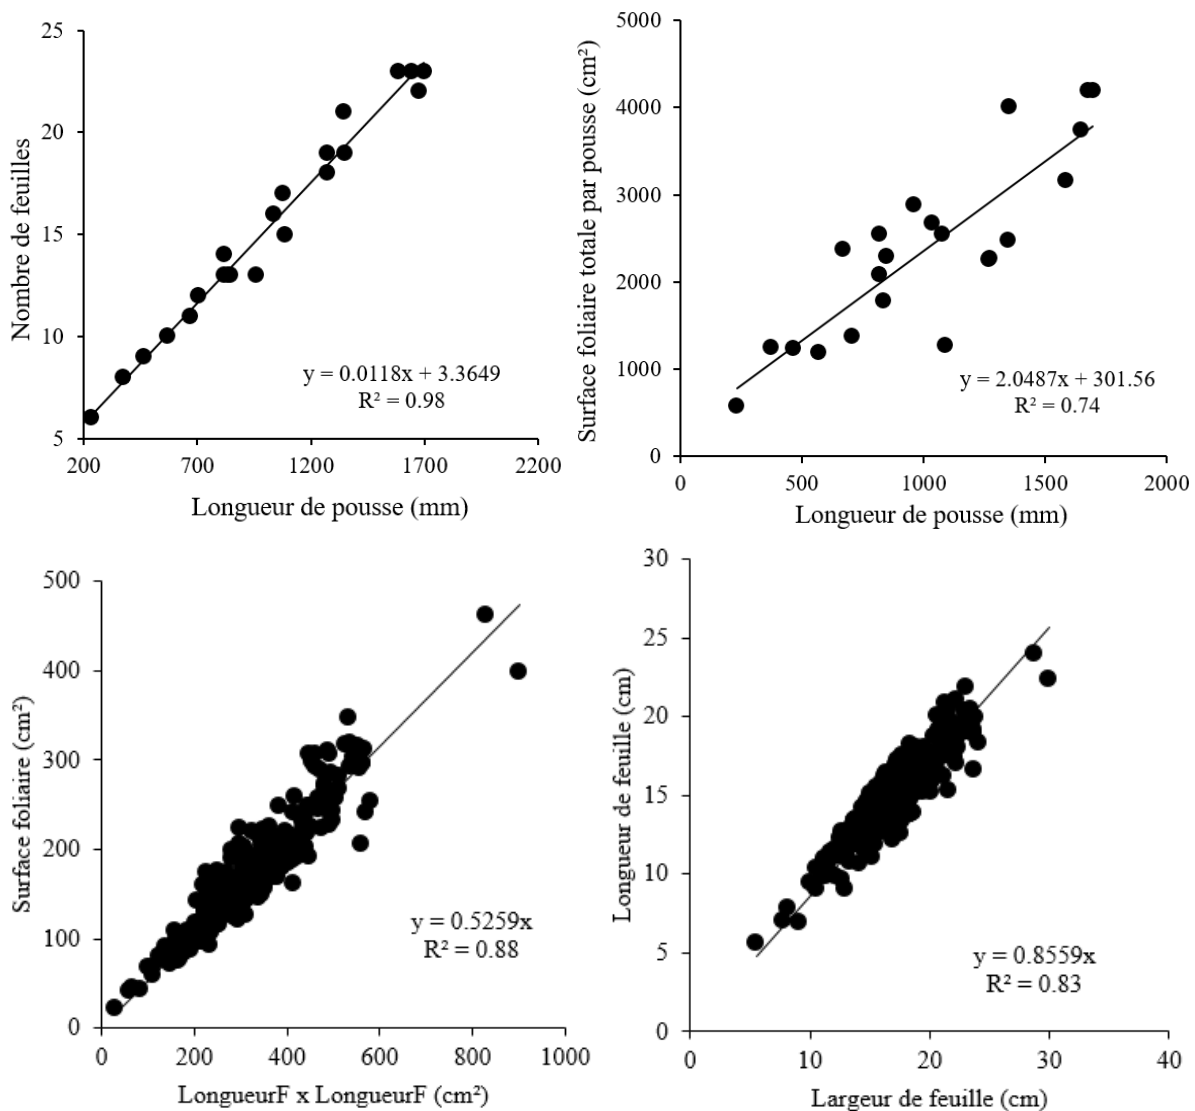 25
20
15
10
5
Nombre de feuilles
y = 0.0118x + 3.3649
R² = 0.98
200 700 1200 1700 2200
Longueur de pousse (mm)
5000
4000
3000
2000
1000
0
Surface foliaire totale par pousse (cm²)
y = 2.0487x + 301.56
R² = 0.74
0 500 1000 1500 2000
Longueur de pousse (mm)
500
400
300
200
100
0
Surface foliaire (cm²)
y = 0.5259x
R² = 0.88
0 200 400 600 800 1000
LongueurF x LongueurF (cm²)
30
25
20
15
10
5
0
Longueur de feuille (cm)
y = 0.8559x
R² = 0.83
0 10 20 30 40
Largeur de feuille (cm)